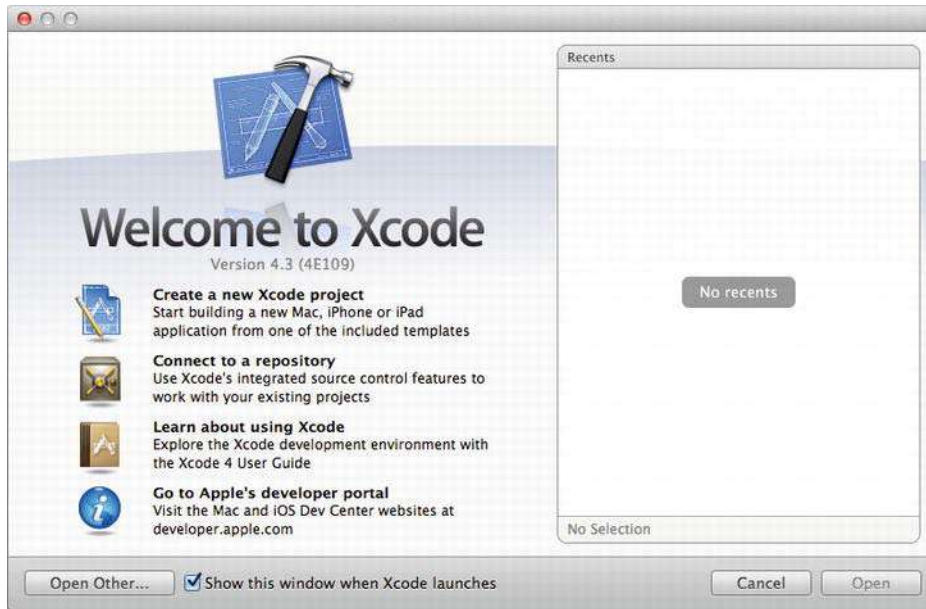 Recents
Welcome to Xcode
Version 4.3 (4E109)
No recents
Create a new Xcode project
Start building a new Mac, iPhone or iPad
application from one of the included templates
Connect to a repository
Use Xcode's integrated source control features to
work with your existing projects
Learn about using Xcode
Explore the Xcode development environment with
the Xcode 4 User Guide
Go to Apple's developer portal
Visit the Mac and iOS Dev Center websites at
developer.apple.com
No Selection
Open Other...
Show this window when Xcode launches
Cancel
Open